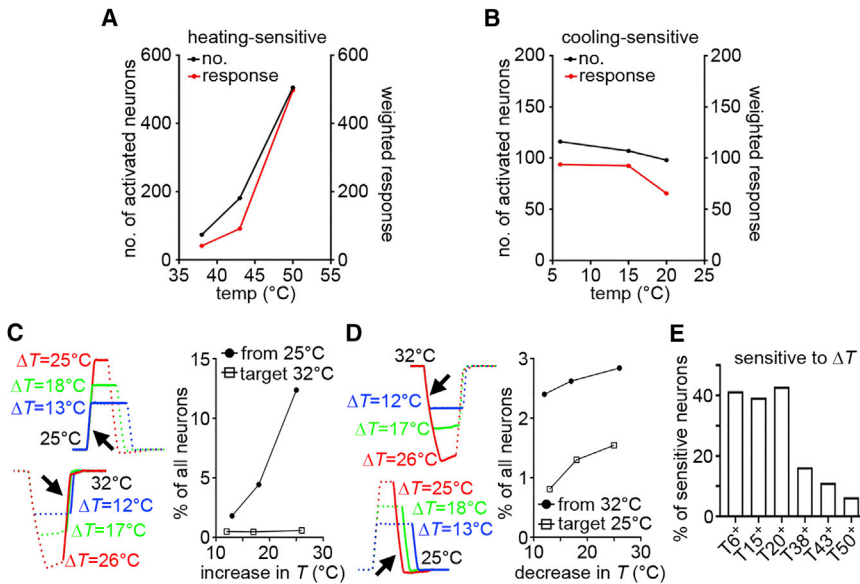 A
heating-sensitive
no.
response
no. of activated neurons
600
400
200
0
600
400
200
0
weighted response
35 40 45 50 55
temp (°C)
B
cooling-sensitive
no.
response
no. of activated neurons
200
150
100
50
0
200
150
100
50
0
weighted response
5 10 15 20 25
temp (°C)
C
ΔT=25°C
ΔT=18°C
ΔT=13°C
25°C
32°C
ΔT=12°C
ΔT=17°C
ΔT=26°C
from 25°C
target 32°C
% of all neurons
15
10
5
0
10 20 30
increase in T (°C)
D
32°C
ΔT=12°C
ΔT=17°C
ΔT=26°C
ΔT=25°C
ΔT=18°C
ΔT=13°C
25°C
% of all neurons
3
2
1
0
from 32°C
target 25°C
10 20 30
decrease in T (°C)
E
sensitive to ΔT
% of sensitive neurons
40
20
0
T6+ T15+ T20+ T38+ T43+ T50+